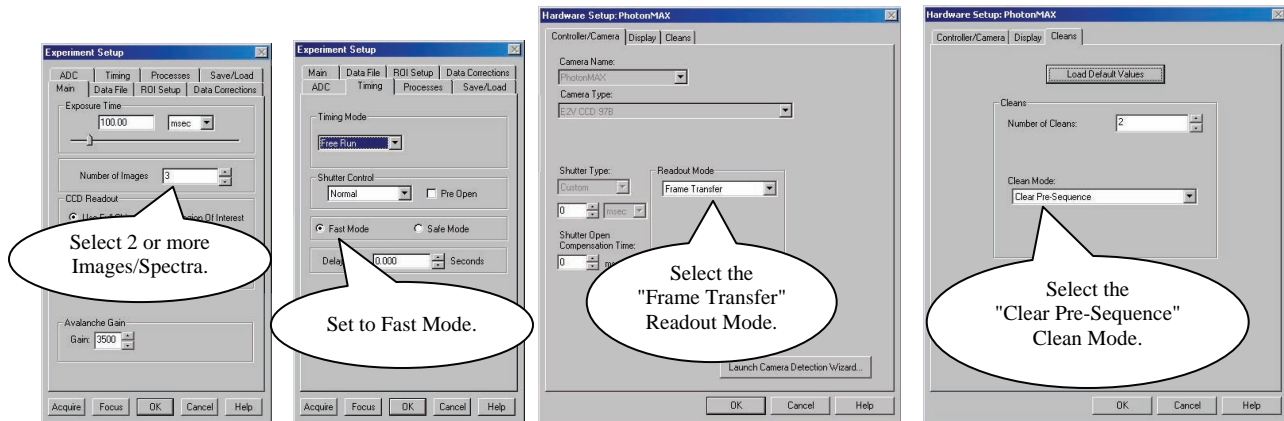 Experiment Setup
ADC Timing Processes Save/Load
Main Data File ROI Setup Data Corrections
Exposure Time
100.00 msec
Number of Images 3
CCD Readout
Of Interest
Select 2 or more
Images/Spectra.
Avalanche Gain
Gain: 3500
Acquire Focus OK Cancel Help
Experiment Setup
Main Data File ROI Setup Data Corrections
ADC Timing Processes Save/Load
Timing Mode
Free Run
Shutter Control
Normal Pre Open
Fast Mode Safe Mode
0.000 Seconds
Set to Fast Mode.
Acquire Focus OK Cancel Help
Hardware Setup: PhotonMAX
Controller/Camera Display Cleans
Camera Name:
PhotonMAX
Camera Type:
E2V CCD 97B
Shutter Type:
Custom
0 msec
Shutter Open
Compensation Time:
0
Readout Mode
Frame Transfer
Select the
"Frame Transfer"
Readout Mode.
Launch Camera Detection Wizard...
OK Cancel Help
Hardware Setup: PhotonMAX
Controller/Camera Display Cleans
Load Default Values
Cleans
Number of Cleans: 2
Clean Mode:
Clear Pre-Sequence
Select the
"Clear Pre-Sequence"
Clean Mode.
OK Cancel Help